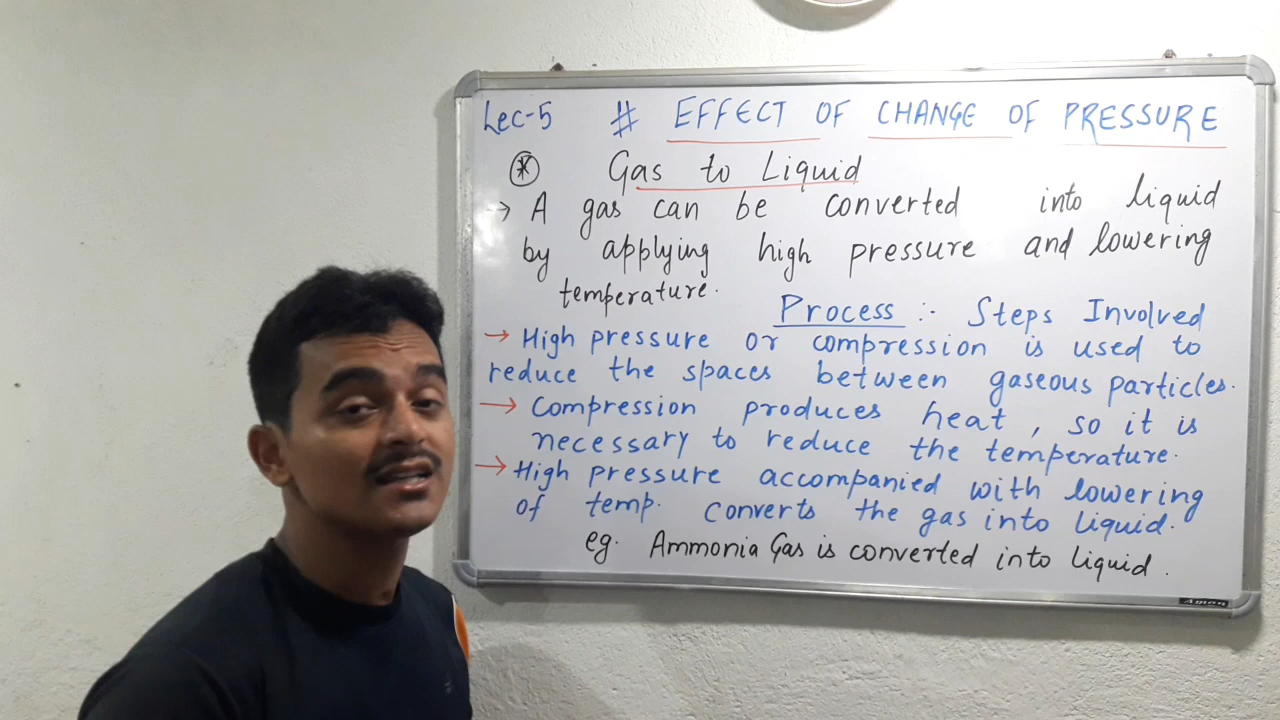 Lec-5 # EFFECT OF CHANGE OF PRESSURE
* Gas to Liquid
→ A gas can be converted into liquid
by applying high pressure and lowering
temperature.
Process :- Steps Involved
→ High pressure or compression is used to
reduce the spaces between gaseous particles.
→ Compression produces heat, so it is
necessary to reduce the temperature.
→ High pressure accompanied with lowering
of temp. converts the gas into liquid.
eg. Ammonia Gas is converted into liquid.
Aman